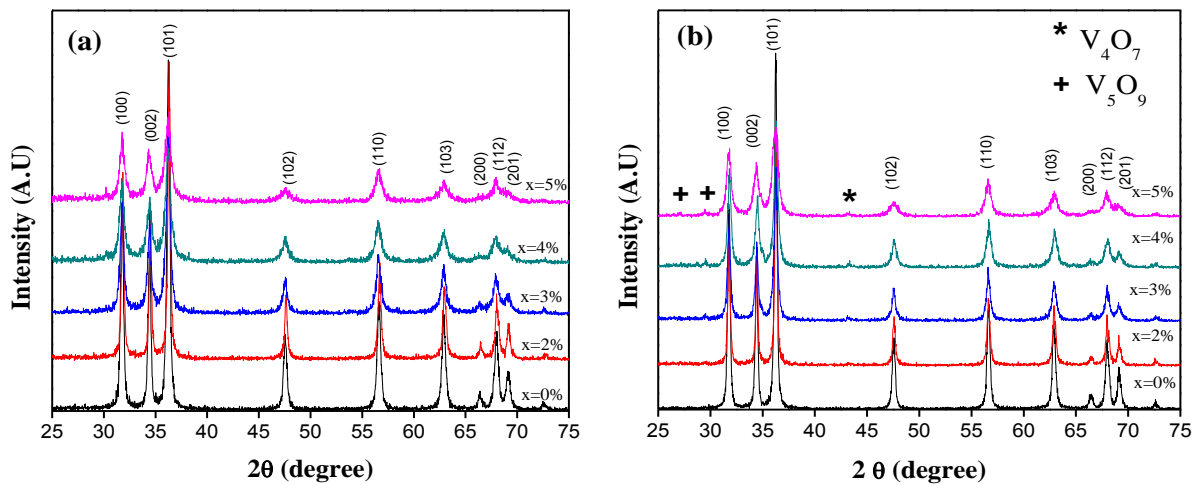 (a)
(100)
(002)
(101)
(102)
(110)
(103)
(200)
(112)
(201)
x=5%
x=4%
x=3%
x=2%
x=0%
Intensity (A.U)
25 30 35 40 45 50 55 60 65 70 75
2θ (degree)
(b)
* V₄O₇
+ V₅O₉
(100)
(002)
(101)
+ + *
(102)
(110)
(103)
(200)
(112)
(201)
x=5%
x=4%
x=3%
x=2%
x=0%
Intensity (A.U)
25 30 35 40 45 50 55 60 65 70 75
2 θ (degree)